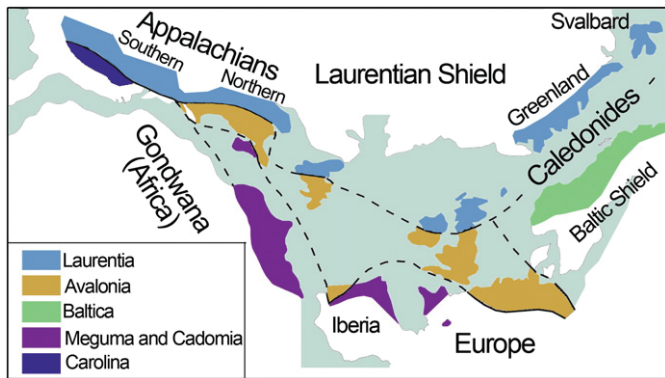 Svalbard
Appalachians
Southern
Northern
Laurentian Shield
Greenland
Caledonides
Gondwana
(Africa)
Baltic Shield
Laurentia
Avalonia
Baltica
Meguma and Cadomia
Carolina
Iberia
Europe